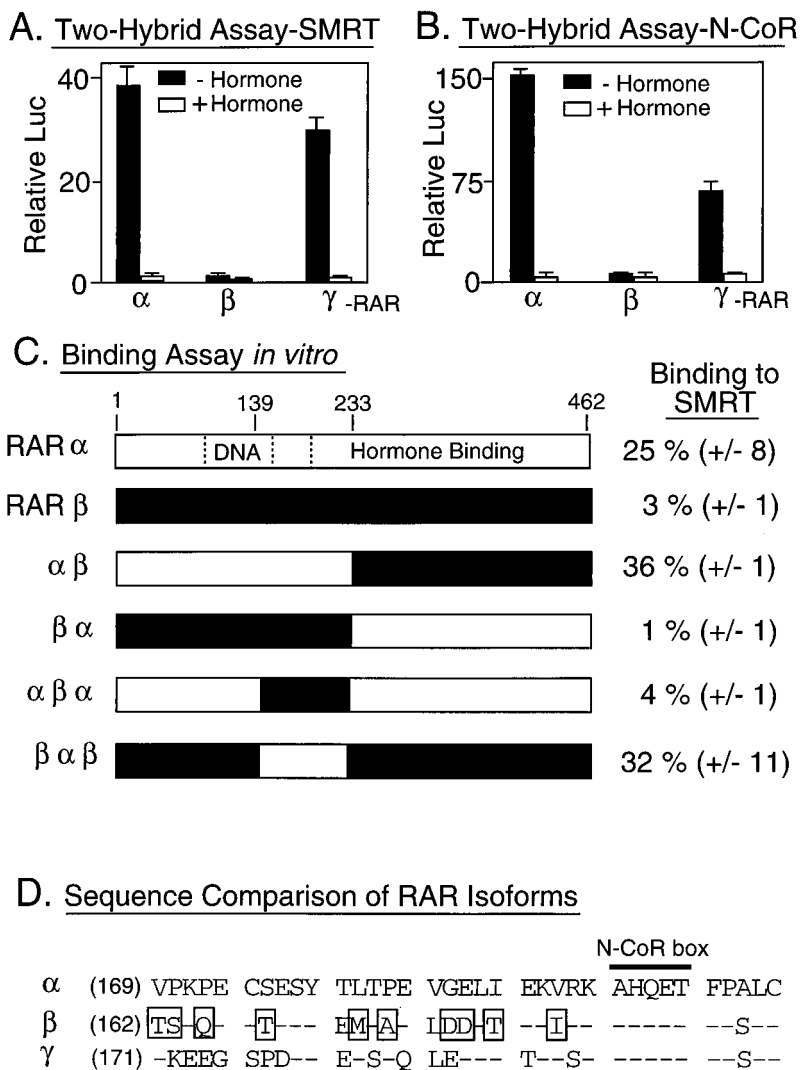 A. Two-Hybrid Assay-SMRT
40
20
0
Relative Luc
- Hormone
+ Hormone
α β γ -RAR
B. Two-Hybrid Assay-N-CoR
150
75
0
Relative Luc
- Hormone
+ Hormone
α β γ -RAR
C. Binding Assay in vitro
Binding to
SMRT
1 139 233 462
RAR α DNA Hormone Binding 25 % (+/- 8)
RAR β 3 % (+/- 1)
α β 36 % (+/- 1)
β α 1 % (+/- 1)
α β α 4 % (+/- 1)
β α β 32 % (+/- 11)
D. Sequence Comparison of RAR Isoforms
N-CoR box
α (169) VPKPE CSESY TLTPE VGELI EKVRK AHQET FPALC
β (162) TS-Q- -T--- EM-A- LDD-T --I-- ----- --S--
γ (171) -KEEG SPD-- E-S-Q LE--- T--S- ----- --S--